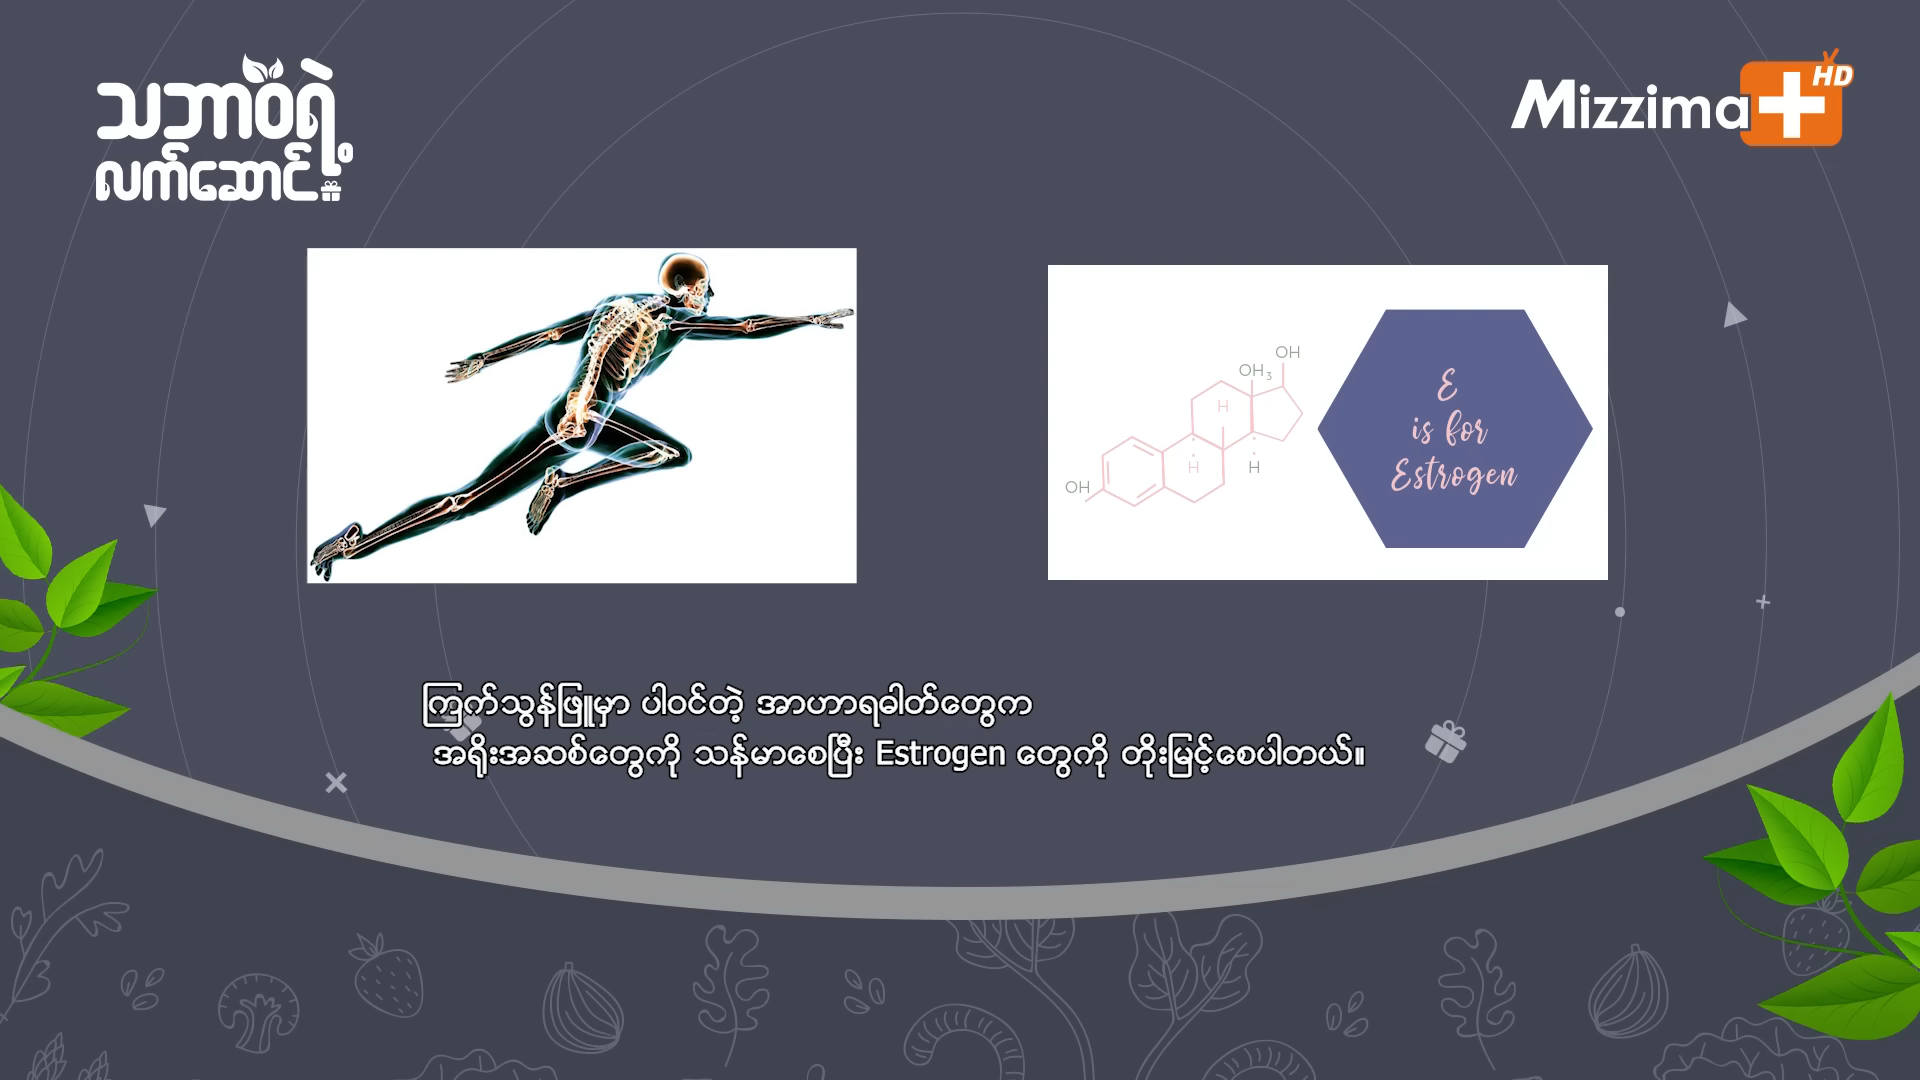 သဘာဝရဲ့
လက်ဆောင်
Mizzima+ HD
OH
OH₃
H
H
H
OH
E
is for
Estrogen
ကြက်သွန်ဖြူမှာ ပါဝင်တဲ့ အာဟာရဓါတ်တွေက
အရိုးအဆစ်တွေကို သန်မာစေပြီး Estrogen တွေကို တိုးမြင့်စေပါတယ်။